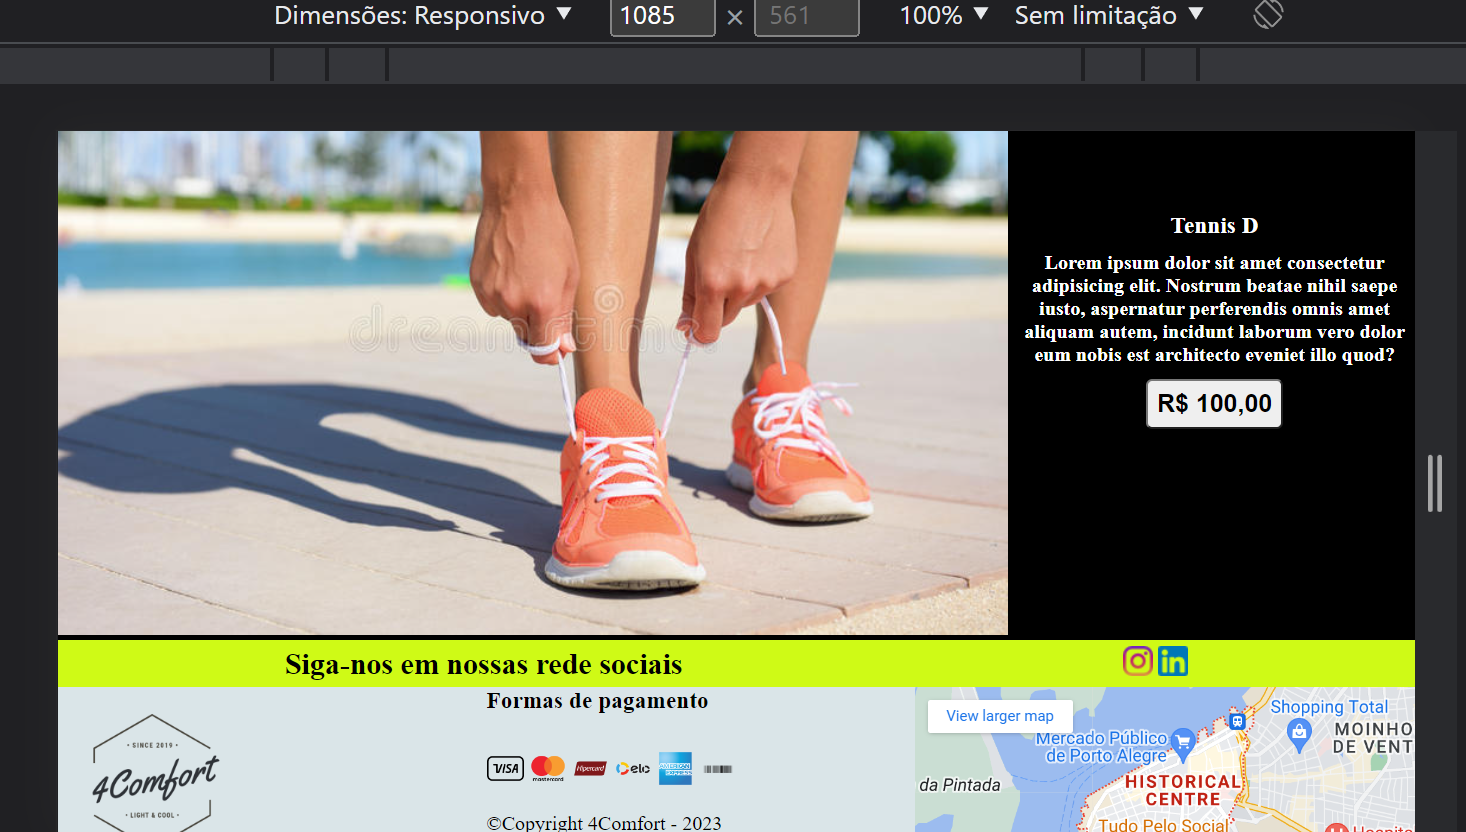 Dimensões: Responsivo ▼ 1085 × 561 100% ▼ Sem limitação ▼
dreamstime.
Tennis D
Lorem ipsum dolor sit amet consectetur
adipisicing elit. Nostrum beatae nihil saepe
iusto, aspernatur perferendis omnis amet
aliquam autem, incidunt laborum vero dolor
eum nobis est architecto eveniet illo quod?
R$ 100,00
Siga-nos em nossas rede sociais
in
· SINCE 2019 ·
4Comfort
· LIGHT & COOL ·
Formas de pagamento
VISA mastercard Hipercard elo AMERICAN EXPRESS
©Copyright 4Comfort - 2023
View larger map
Shopping Total
Mercado Público
de Porto Alegre
MOINHO
DE VENT
da Pintada
HISTORICAL
CENTRE
Tudo Pelo Social